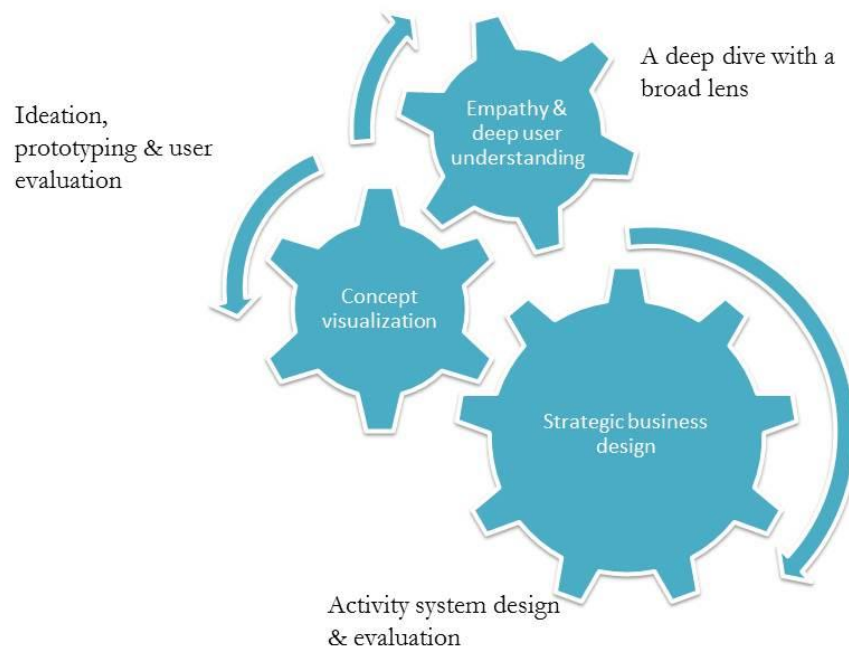 A deep dive with a
broad lens
Empathy &
deep user
understanding
Ideation,
prototyping & user
evaluation
Concept
visualization
Strategic business
design
Activity system design
& evaluation